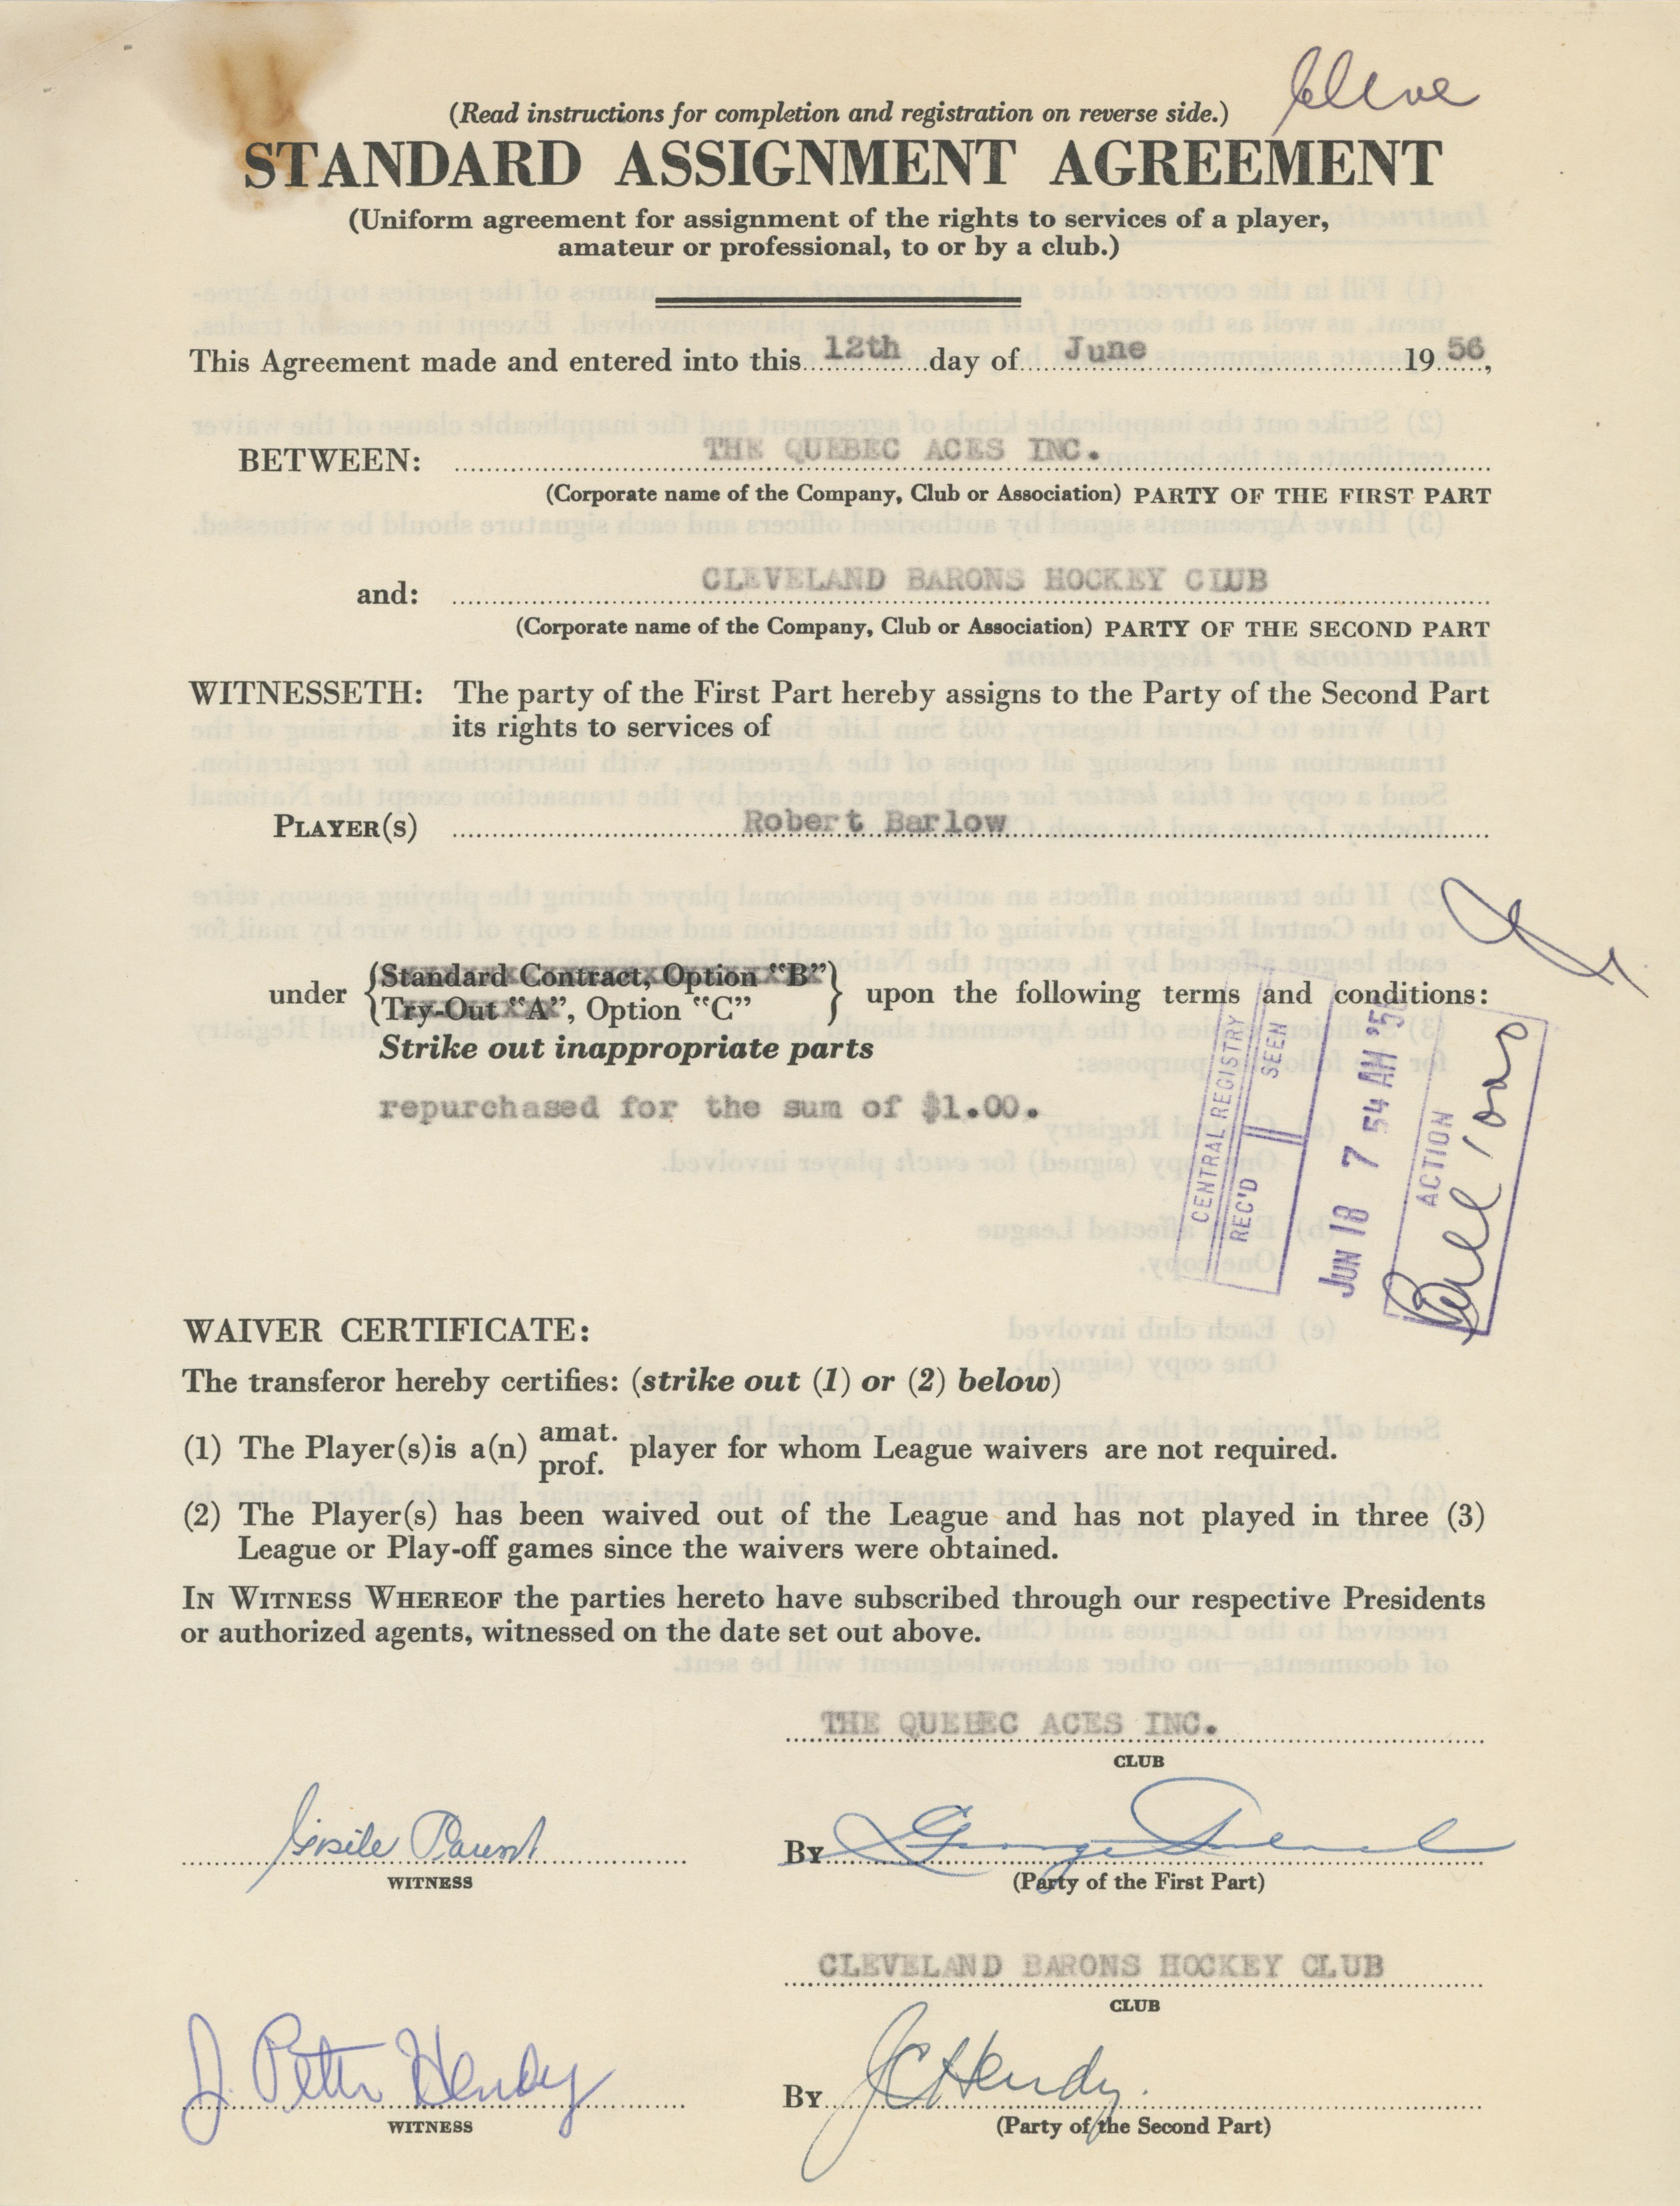 Cleve
(Read instructions for completion and registration on reverse side.)
STANDARD ASSIGNMENT AGREEMENT
(Uniform agreement for assignment of the rights to services of a player,
amateur or professional, to or by a club.)
This Agreement made and entered into this 12th day of June 19 56,
BETWEEN: THE QUEBEC ACES INC.
(Corporate name of the Company, Club or Association) PARTY OF THE FIRST PART
and: CLEVELAND BARONS HOCKEY CLUB
(Corporate name of the Company, Club or Association) PARTY OF THE SECOND PART
WITNESSETH: The party of the First Part hereby assigns to the Party of the Second Part
its rights to services of
PLAYER(S) Robert Barlow
under {Standard Contract, Option "B"
Try-Out "A", Option "C"} upon the following terms and conditions:
Strike out inappropriate parts
repurchased for the sum of $1.00.
CENTRAL REGISTRY
REC'D SEEN
JUN 18 7 54 AM '56
ACTION
WAIVER CERTIFICATE:
The transferor hereby certifies: (strike out (1) or (2) below)
(1) The Player(s) is a(n) amat. prof. player for whom League waivers are not required.
(2) The Player(s) has been waived out of the League and has not played in three (3)
League or Play-off games since the waivers were obtained.
IN WITNESS WHEREOF the parties hereto have subscribed through our respective Presidents
or authorized agents, witnessed on the date set out above.
THE QUEBEC ACES INC.
CLUB
By
WITNESS
(Party of the First Part)
CLEVELAND BARONS HOCKEY CLUB
CLUB
J. Peter Hendy
By JCHendy.
WITNESS
(Party of the Second Part)